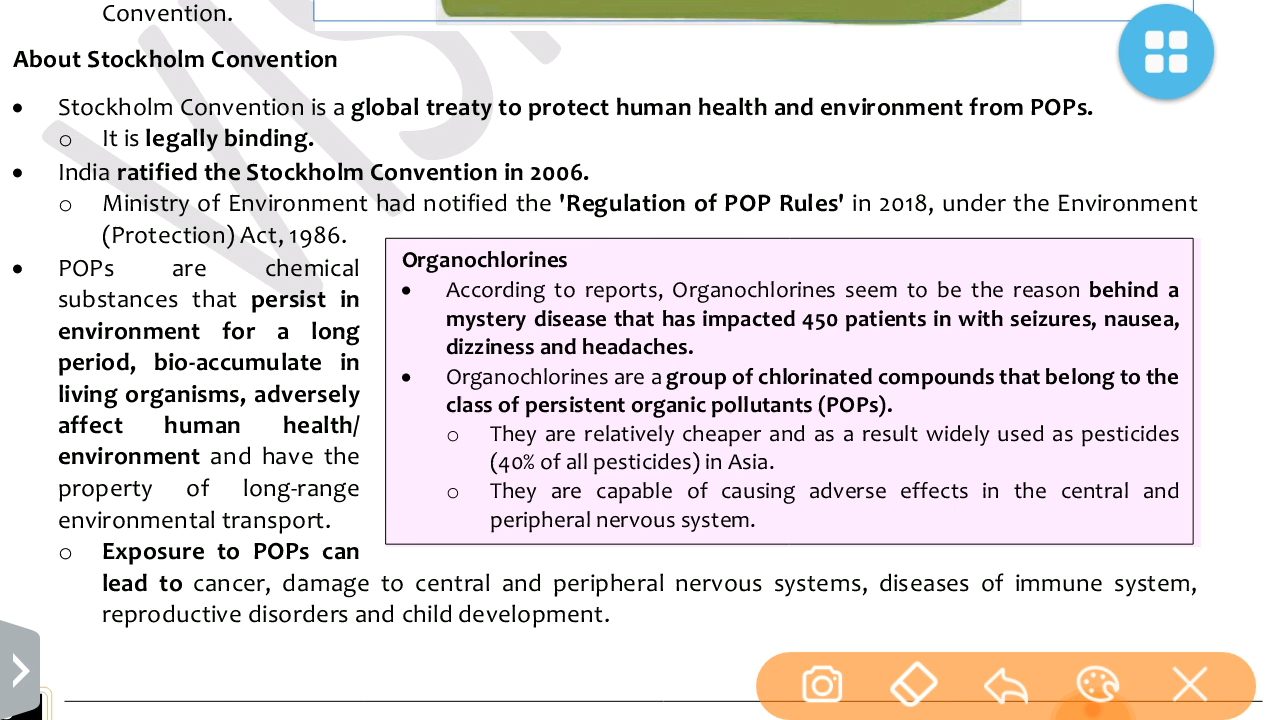 Convention.
About Stockholm Convention
• Stockholm Convention is a global treaty to protect human health and environment from POPs.
o It is legally binding.
• India ratified the Stockholm Convention in 2006.
o Ministry of Environment had notified the 'Regulation of POP Rules' in 2018, under the Environment
(Protection) Act, 1986.
• POPs are chemical
substances that persist in
environment for a long
period, bio-accumulate in
living organisms, adversely
affect human health/
environment and have the
property of long-range
environmental transport.
o Exposure to POPs can
lead to cancer, damage to central and peripheral nervous systems, diseases of immune system,
reproductive disorders and child development.
Organochlorines
• According to reports, Organochlorines seem to be the reason behind a
mystery disease that has impacted 450 patients in with seizures, nausea,
dizziness and headaches.
• Organochlorines are a group of chlorinated compounds that belong to the
class of persistent organic pollutants (POPs).
o They are relatively cheaper and as a result widely used as pesticides
(40% of all pesticides) in Asia.
o They are capable of causing adverse effects in the central and
peripheral nervous system.